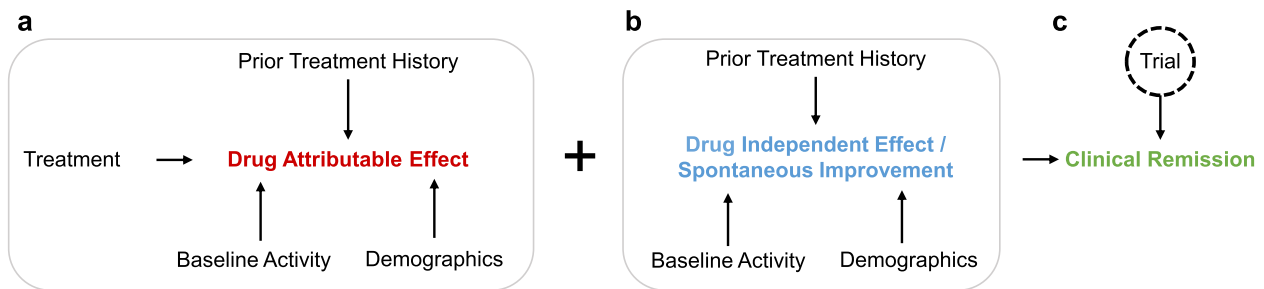 a
Prior Treatment History
Treatment
Drug Attributable Effect
Baseline Activity
Demographics
+
b
Prior Treatment History
Drug Independent Effect /
Spontaneous Improvement
Baseline Activity
Demographics
c
Trial
Clinical Remission